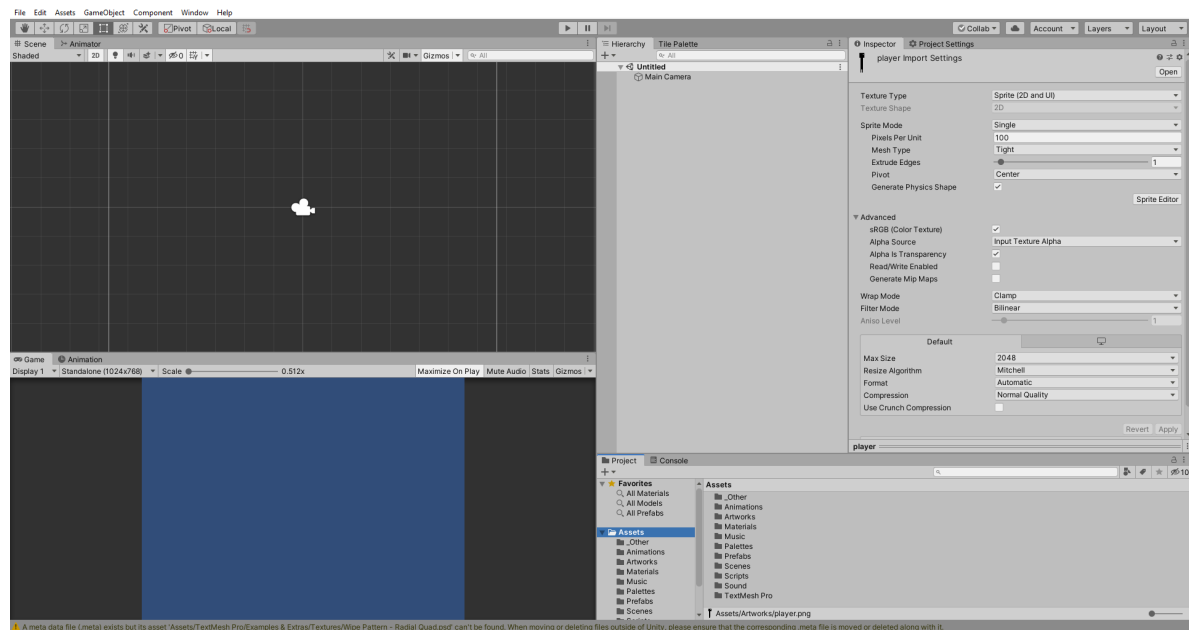 File Edit Assets GameObject Component Window Help
Pivot Local Collab Account Layers Layout
Scene Animator
Shaded 2D 0 Gizmos All
Hierarchy Tile Palette
All
Untitled
Main Camera
Inspector Project Settings
player Import Settings
Open
Texture Type Sprite (2D and UI)
Texture Shape 2D
Sprite Mode Single
Pixels Per Unit 100
Mesh Type Tight
Extrude Edges 1
Pivot Center
Generate Physics Shape
Sprite Editor
Advanced
sRGB (Color Texture)
Alpha Source Input Texture Alpha
Alpha Is Transparency
Read/Write Enabled
Generate Mip Maps
Wrap Mode Clamp
Filter Mode Bilinear
Aniso Level 1
Default
Max Size 2048
Resize Algorithm Mitchell
Format Automatic
Compression Normal Quality
Use Crunch Compression
Revert Apply
player
Game Animation
Display 1 Standalone (1024x768) Scale 0.512x Maximize On Play Mute Audio Stats Gizmos
Project Console
10
Favorites
All Materials
All Models
All Prefabs
Assets
_Other
Animations
Artworks
Materials
Music
Palettes
Prefabs
Scenes
Assets
_Other
Animations
Artworks
Materials
Music
Palettes
Prefabs
Scenes
Scripts
Sound
TextMesh Pro
Assets/Artworks/player.png
A meta data file (.meta) exists but its asset 'Assets/TextMesh Pro/Examples & Extras/Textures/Wipe Pattern - Radial Quad.psd' can't be found. When moving or deleting files outside of Unity, please ensure that the corresponding .meta file is moved or deleted along with it.